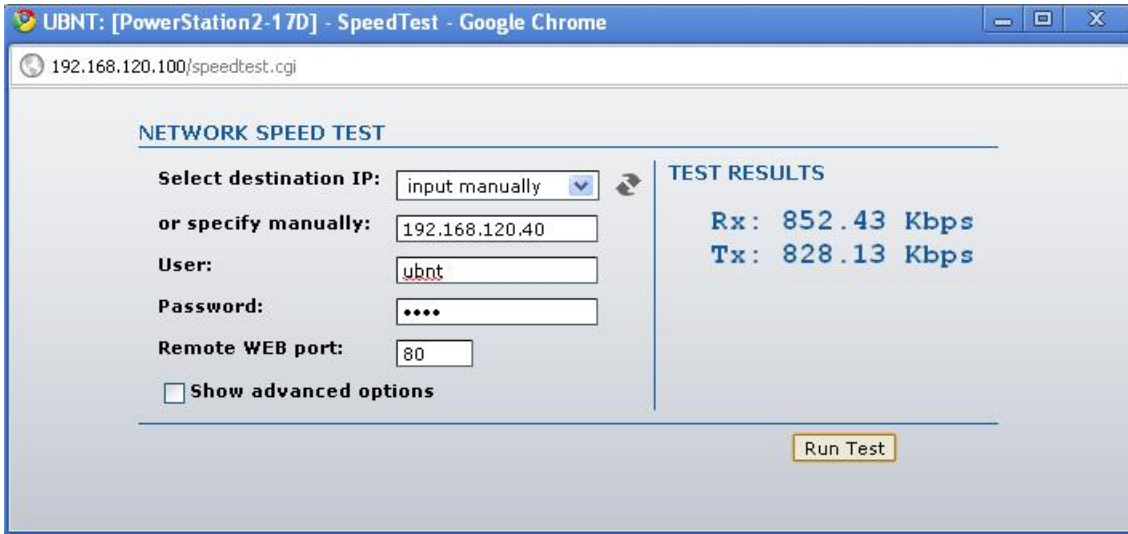 UBNT: [PowerStation2-17D] - SpeedTest - Google Chrome
192.168.120.100/speedtest.cgi
NETWORK SPEED TEST
Select destination IP: input manually
or specify manually: 192.168.120.40
User: ubnt
Password: ••••
Remote WEB port: 80
Show advanced options
TEST RESULTS
Rx: 852.43 Kbps
Tx: 828.13 Kbps
Run Test